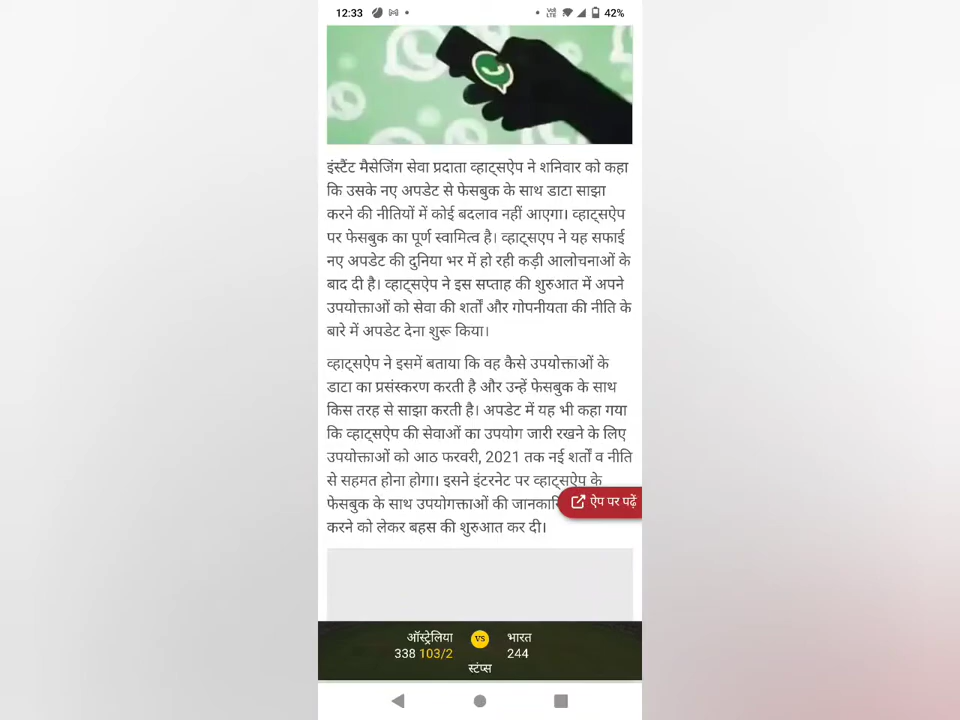 12:33
Vo)
LTE
42%
इंस्टैंट मैसेजिंग सेवा प्रदाता व्हाट्सऐप ने शनिवार को कहा
कि उसके नए अपडेट से फेसबुक के साथ डाटा साझा
करने की नीतियों में कोई बदलाव नहीं आएगा। व्हाट्सऐप
पर फेसबुक का पूर्ण स्वामित्व है। व्हाट्सएप ने यह सफाई
नए अपडेट की दुनिया भर में हो रही कड़ी आलोचनाओं के
बाद दी है। व्हाट्सऐप ने इस सप्ताह की शुरुआत में अपने
उपयोक्ताओं को सेवा की शर्तों और गोपनीयता की नीति के
बारे में अपडेट देना शुरू किया।
व्हाट्सऐप ने इसमें बताया कि वह कैसे उपयोक्ताओं के
डाटा का प्रसंस्करण करती है और उन्हें फेसबुक के साथ
किस तरह से साझा करती है। अपडेट में यह भी कहा गया
कि व्हाट्सऐप की सेवाओं का उपयोग जारी रखने के लिए
उपयोक्ताओं को आठ फरवरी, 2021 तक नई शर्तों व नीति
से सहमत होना होगा। इसने इंटरनेट पर व्हाट्सऐप के
फेसबुक के साथ उपयोगक्ताओं की
ऐप पर पढ़ें
करने को लेकर बहस की शुरुआत कर दी।
ऑस्ट्रेलिया VS भारत
338 103/2 244
स्टंप्स